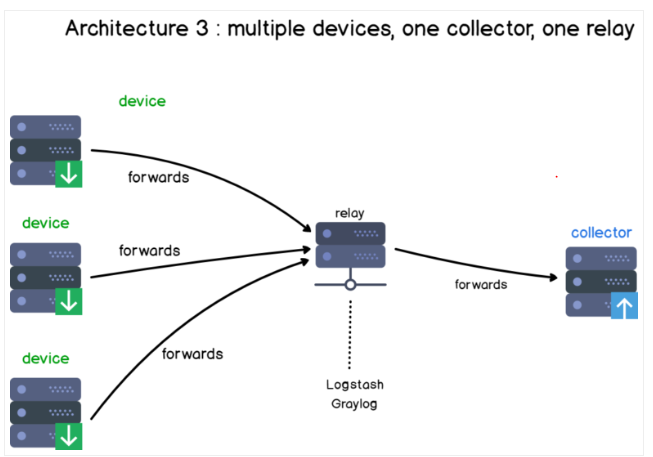 Architecture 3 : multiple devices, one collector, one relay
device
forwards
device
forwards
relay
collector
forwards
device
forwards
Logstash
Graylog